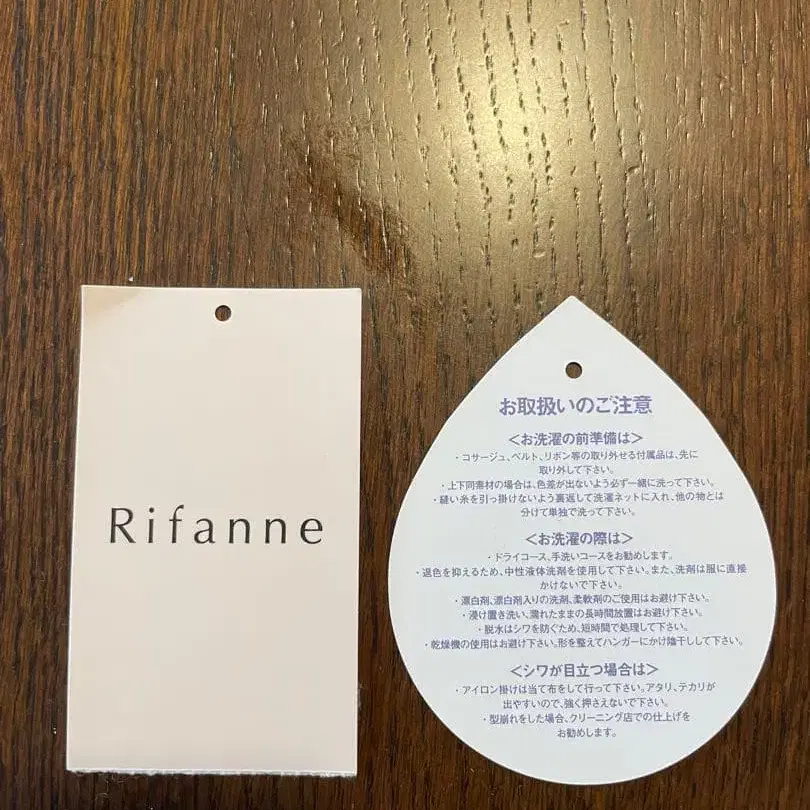 Rifanne
お取扱いのご注意
<お洗濯の前準備は>
・コサージュ、ベルト、リボン等の取り外せる付属品は、先に
取り外して下さい。
・上下同素材の場合は、色差が出ないよう必ず一緒に洗って下さい。
・縫い糸を引っ掛けないよう裏返して洗濯ネットに入れ、他の物とは
分けて単独で洗って下さい。
<お洗濯の際は>
・ドライコース、手洗いコースをお勧めします。
・退色を抑えるため、中性液体洗剤を使用して下さい。また、洗剤は服に直接
かけないで下さい。
・漂白剤、漂白剤入りの洗剤、柔軟剤のご使用はお避け下さい。
・浸け置き洗い、濡れたままの長時間放置はお避け下さい。
・脱水はシワを防ぐため、短時間で処理して下さい。
・乾燥機の使用はお避け下さい。形を整えてハンガーにかけ陰干しして下さい。
<シワが目立つ場合は>
・アイロン掛けは当て布をして行って下さい。アタリ、テカリが
出やすいので、強く押さえないで下さい。
・型崩れをした場合、クリーニング店での仕上げを
お勧めします。